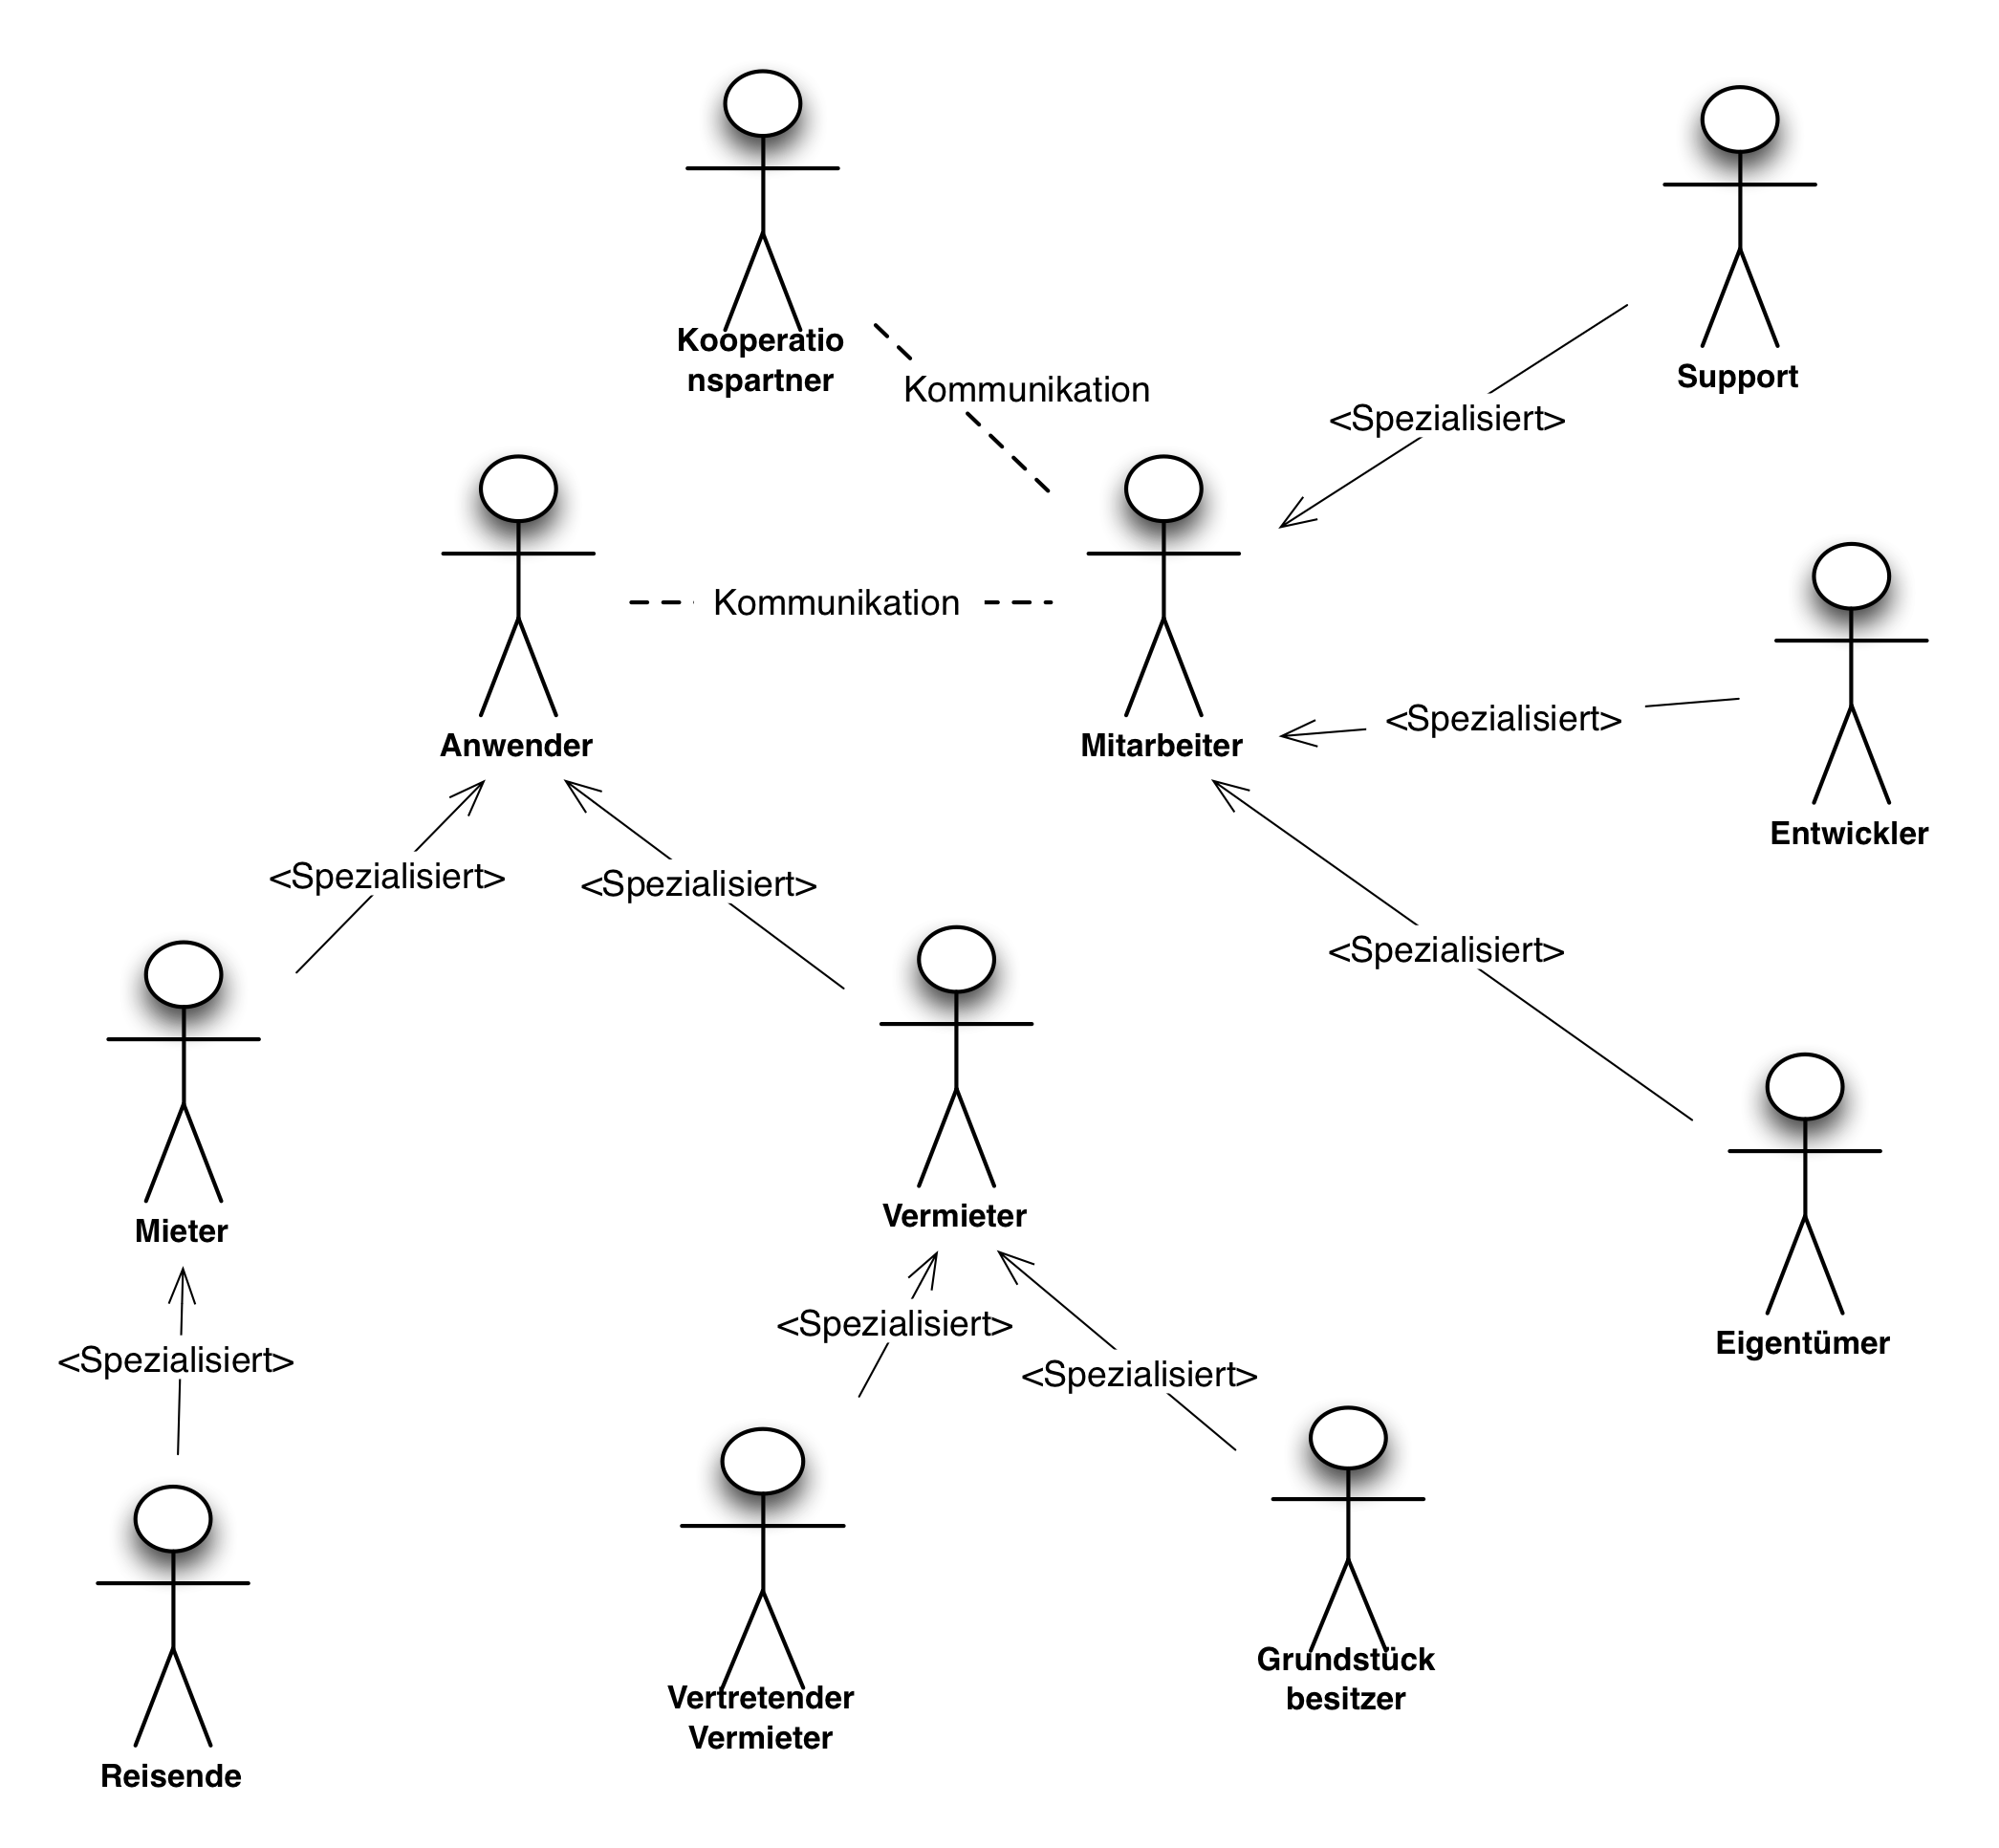 Kooperatio
nspartner
Support
Kommunikation
<Spezialisiert>
Kommunikation
<Spezialisiert>
Anwender
Mitarbeiter
Entwickler
<Spezialisiert>
<Spezialisiert>
<Spezialisiert>
Mieter
Vermieter
Eigentümer
<Spezialisiert>
<Spezialisiert>
<Spezialisiert>
Grundstück
besitzer
Vertretender
Vermieter
Reisende